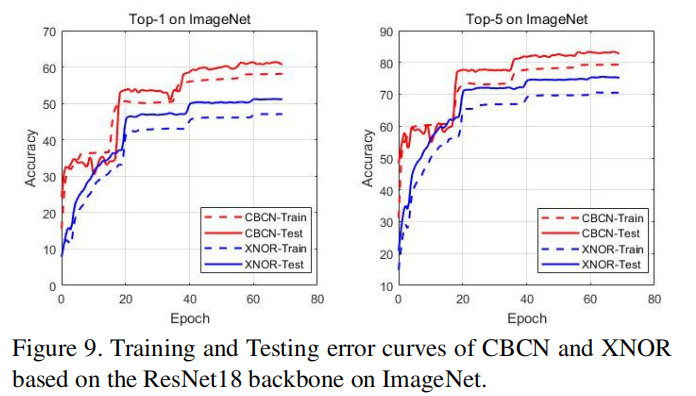 Top-1 on ImageNet
70
60
50
40
30
20
10
0
Accuracy
0
20
40
60
80
Epoch
CBCN-Train
CBCN-Test
XNOR-Train
XNOR-Test
Top-5 on ImageNet
90
80
70
60
50
40
30
20
10
Accuracy
0
20
40
60
80
Epoch
CBCN-Train
CBCN-Test
XNOR-Train
XNOR-Test
Figure 9. Training and Testing error curves of CBCN and XNOR
based on the ResNet18 backbone on ImageNet.